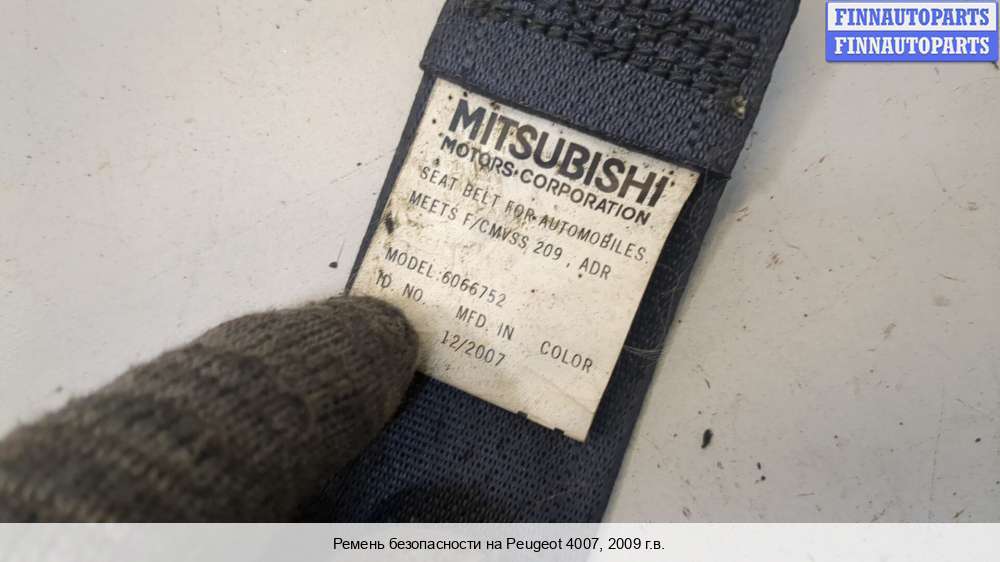 FINNAUTOPARTS
FINNAUTOPARTS
MITSUBISHI
MOTORS CORPORATION
SEAT BELT FOR AUTOMOBILES
MEETS F/CMVSS 209, ADR
MODEL:6066752
ID. NO. MFD. IN COLOR
12/2007
Ремень безопасности на Peugeot 4007, 2009 г.в.